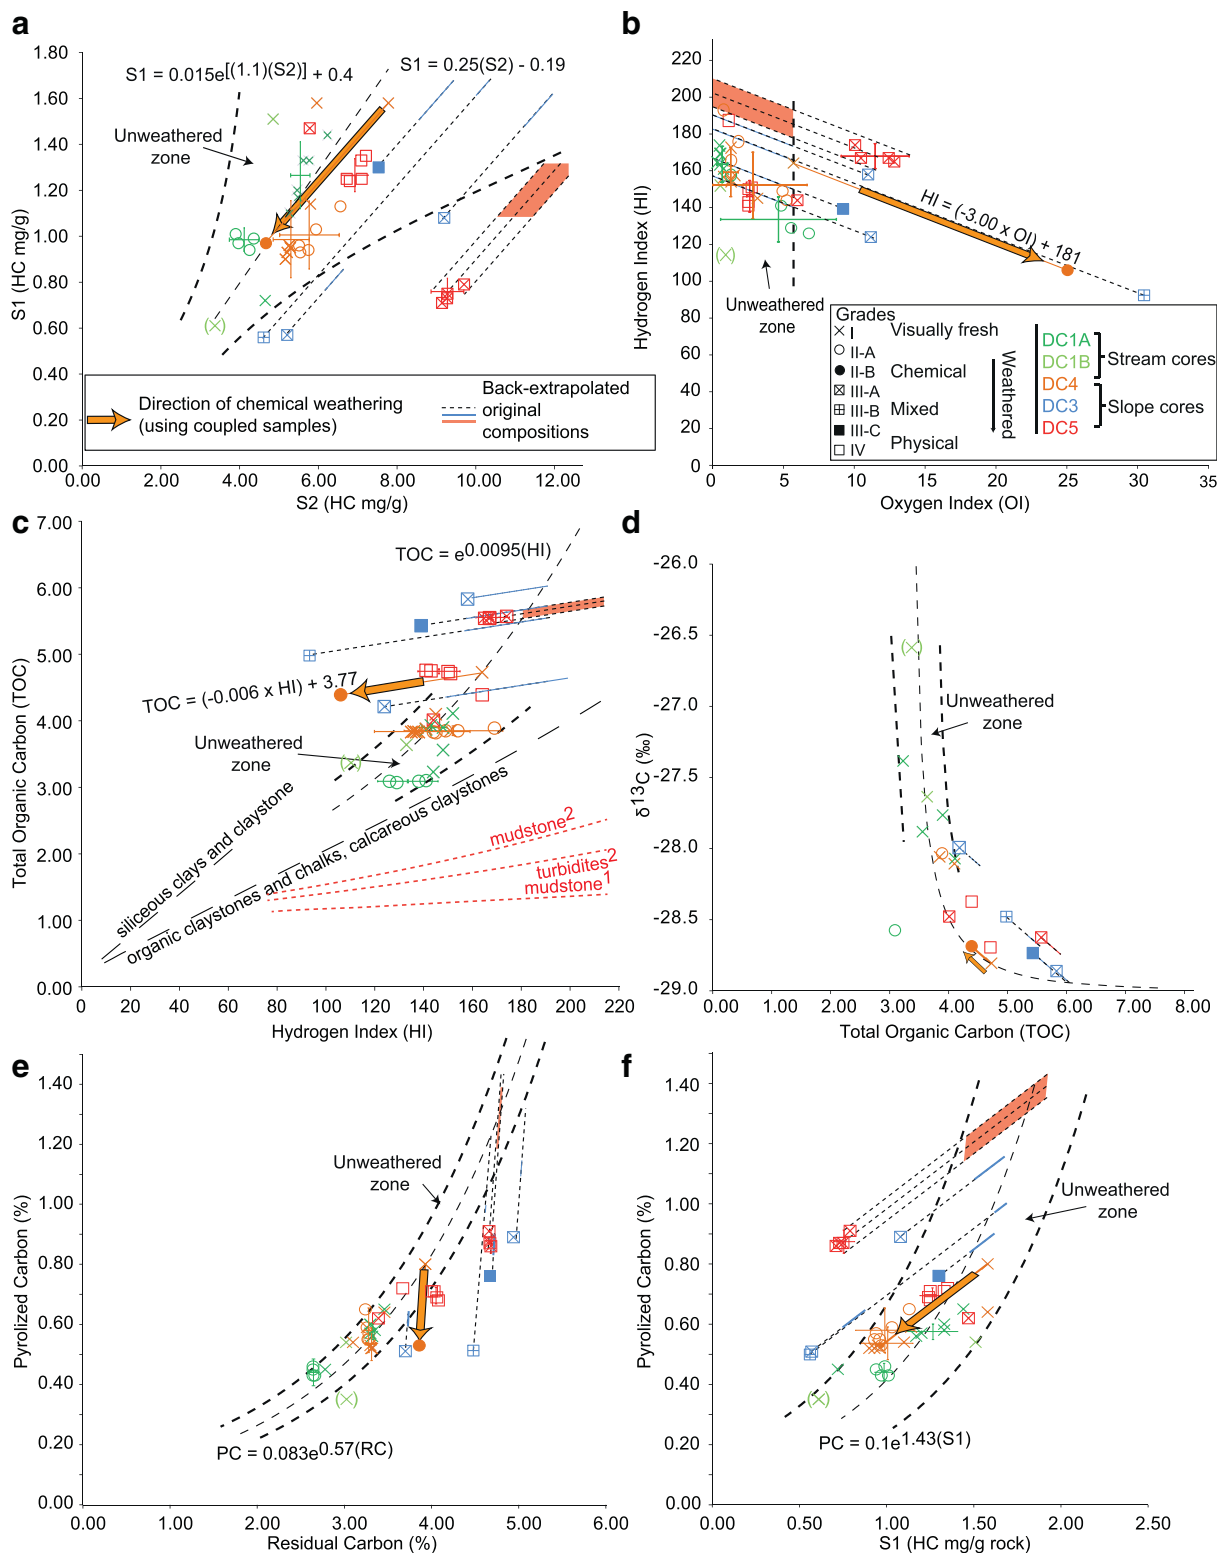 a
1.80
1.60
1.40
1.20
1.00
0.80
0.60
0.40
0.20
0.00
S1 (HC mg/g)
S1 = 0.015e[(1.1)(S2)] + 0.4
S1 = 0.25(S2) - 0.19
Unweathered
zone
Direction of chemical weathering
(using coupled samples)
Back-extrapolated
original
compositions
0.00 2.00 4.00 6.00 8.00 10.00 12.00
S2 (HC mg/g)
b
220
200
180
160
140
120
100
80
60
40
20
0
Hydrogen Index (HI)
HI = (-3.00 x OI) + 181
Unweathered
zone
Grades
I
II-A
II-B
III-A
III-B
III-C
IV
Visually fresh
Chemical
Mixed
Physical
Weathered
DC1A
DC1B
DC4
DC3
DC5
Stream cores
Slope cores
0 5 10 15 20 25 30 35
Oxygen Index (OI)
c
7.00
6.00
5.00
4.00
3.00
2.00
1.00
0.00
Total Organic Carbon (TOC)
TOC = e0.0095(HI)
TOC = (-0.006 x HI) + 3.77
Unweathered
zone
siliceous clays and claystone
organic claystones and chalks, calcareous claystones
mudstone2
turbidites2
mudstone1
0 20 40 60 80 100 120 140 160 180 200 220
Hydrogen Index (HI)
d
-26.0
-26.5
-27.0
-27.5
-28.0
-28.5
-29.0
δ13C (‰)
Unweathered
zone
0.00 1.00 2.00 3.00 4.00 5.00 6.00 7.00 8.00
Total Organic Carbon (TOC)
e
1.40
1.20
1.00
0.80
0.60
0.40
0.20
0.00
Pyrolized Carbon (%)
Unweathered
zone
PC = 0.083e0.57(RC)
0.00 1.00 2.00 3.00 4.00 5.00 6.00
Residual Carbon (%)
f
1.40
1.20
1.00
0.80
0.60
0.40
0.20
0.00
Pyrolized Carbon (%)
Unweathered
zone
PC = 0.1e1.43(S1)
0.00 0.50 1.00 1.50 2.00 2.50
S1 (HC mg/g rock)